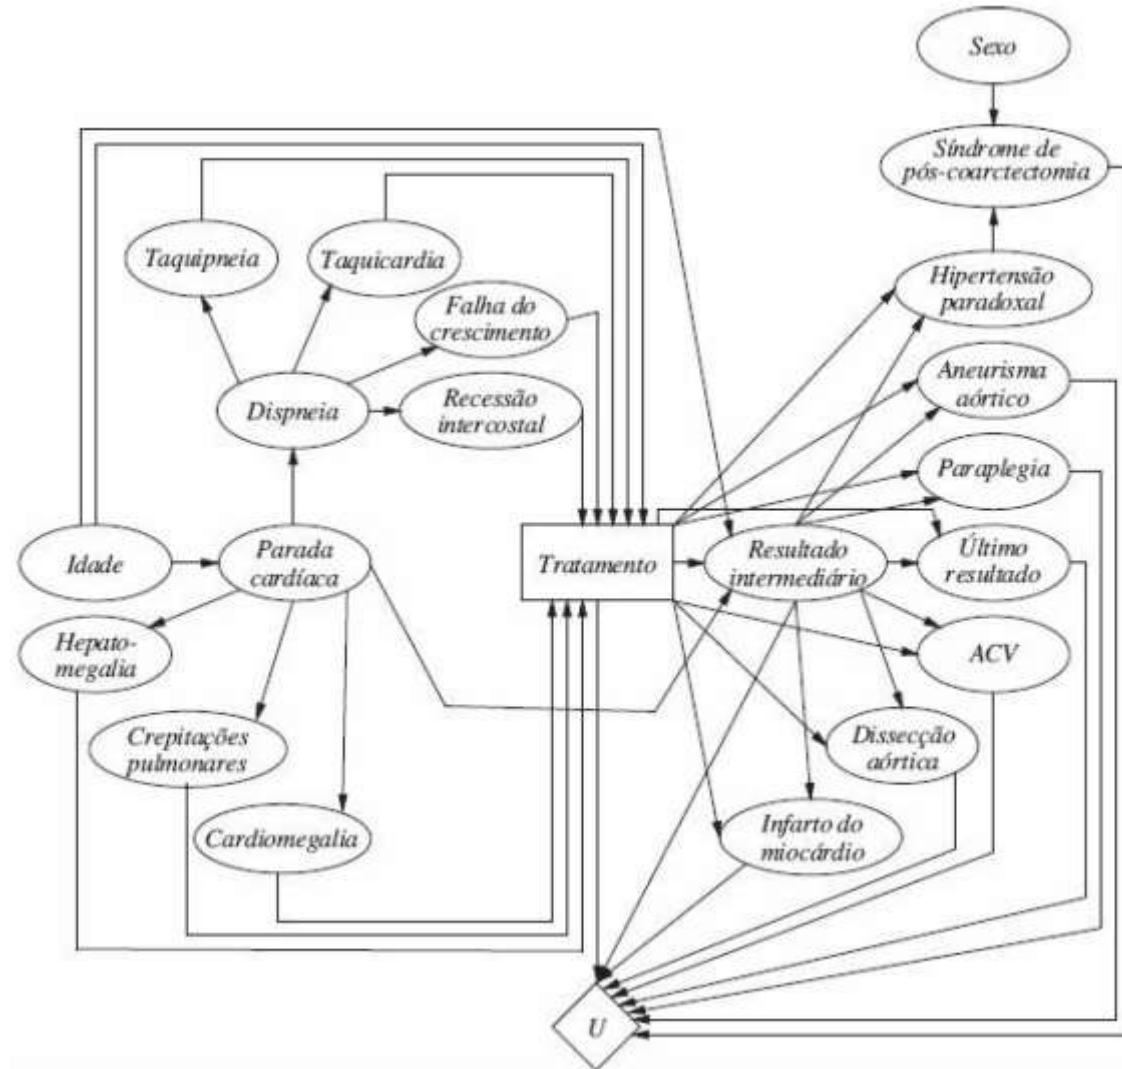 Sexo
Síndrome de
pós-coarctectomia
Taquipneia
Taquicardia
Hipertensão
paradoxal
Falha do
crescimento
Dispneia
Recessão
intercostal
Aneurisma
aórtico
Paraplegia
Idade
Parada
cardíaca
Tratamento
Resultado
intermediário
Último
resultado
Hepato-
megalia
ACV
Crepitações
pulmonares
Dissecção
aórtica
Cardiomegalia
Infarto do
miocárdio
U